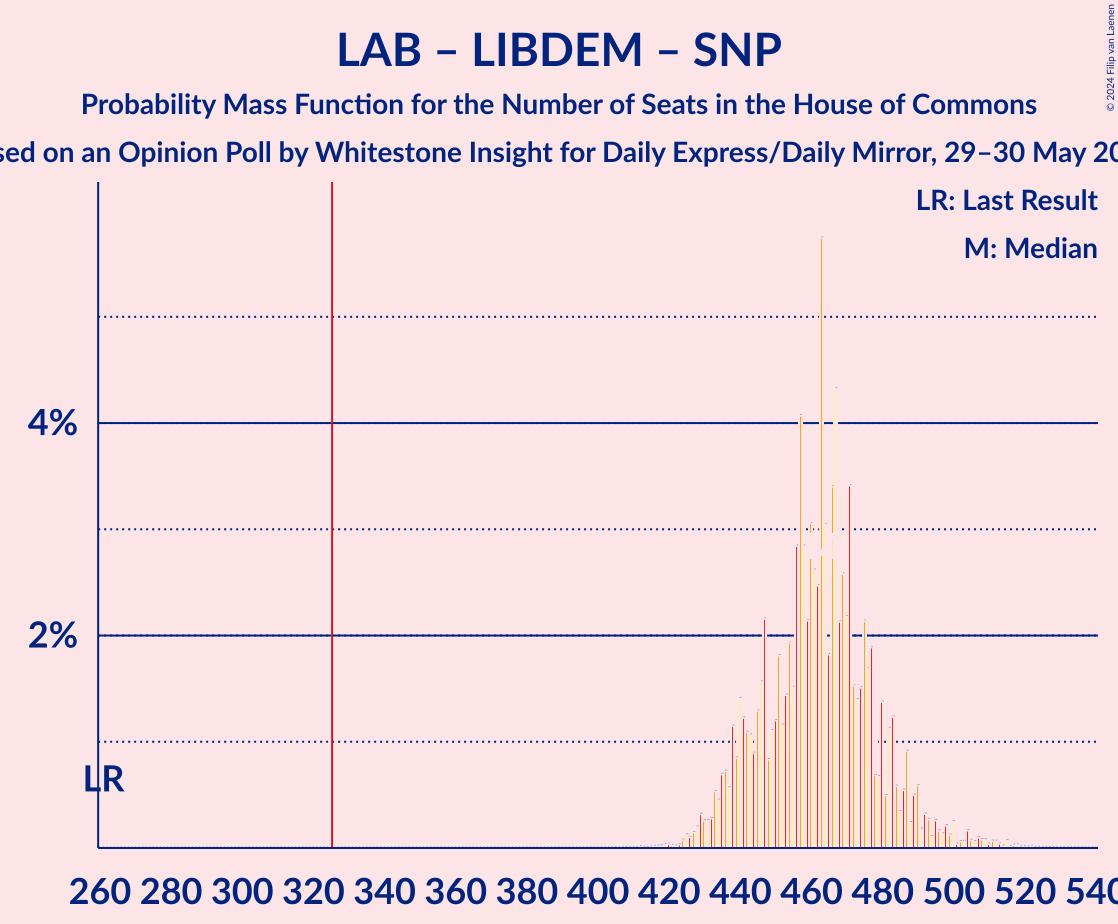 LAB – LIBDEM – SNP
Probability Mass Function for the Number of Seats in the House of Commons
sed on an Opinion Poll by Whitestone Insight for Daily Express/Daily Mirror, 29–30 May 20
© 2024 Filip van Laenen
LR: Last Result
M: Median
4%
2%
LR
260 280 300 320 340 360 380 400 420 440 460 480 500 520 540